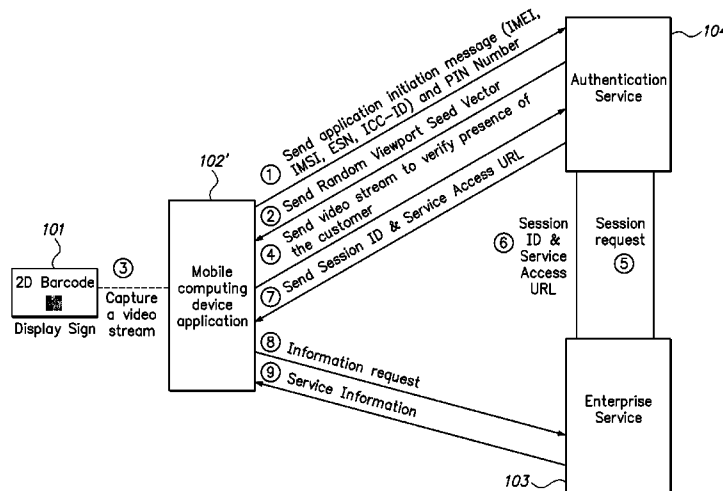 104
Authentication
Service
① Send application initiation message (IMEI,
IMSI, ESN, ICC-ID) and PIN Number
② Send Random Viewport Seed Vector
④ Send video stream to verify presence of
the customer
⑦ Send Session ID & Service Access URL
102'
101
2D Barcode
Display Sign
③
Capture
a video
stream
Mobile
computing
device
application
⑥ Session
ID &
Service
Access
URL
Session
request
⑤
⑧ Information request
⑨ Service Information
Enterprise
Service
103